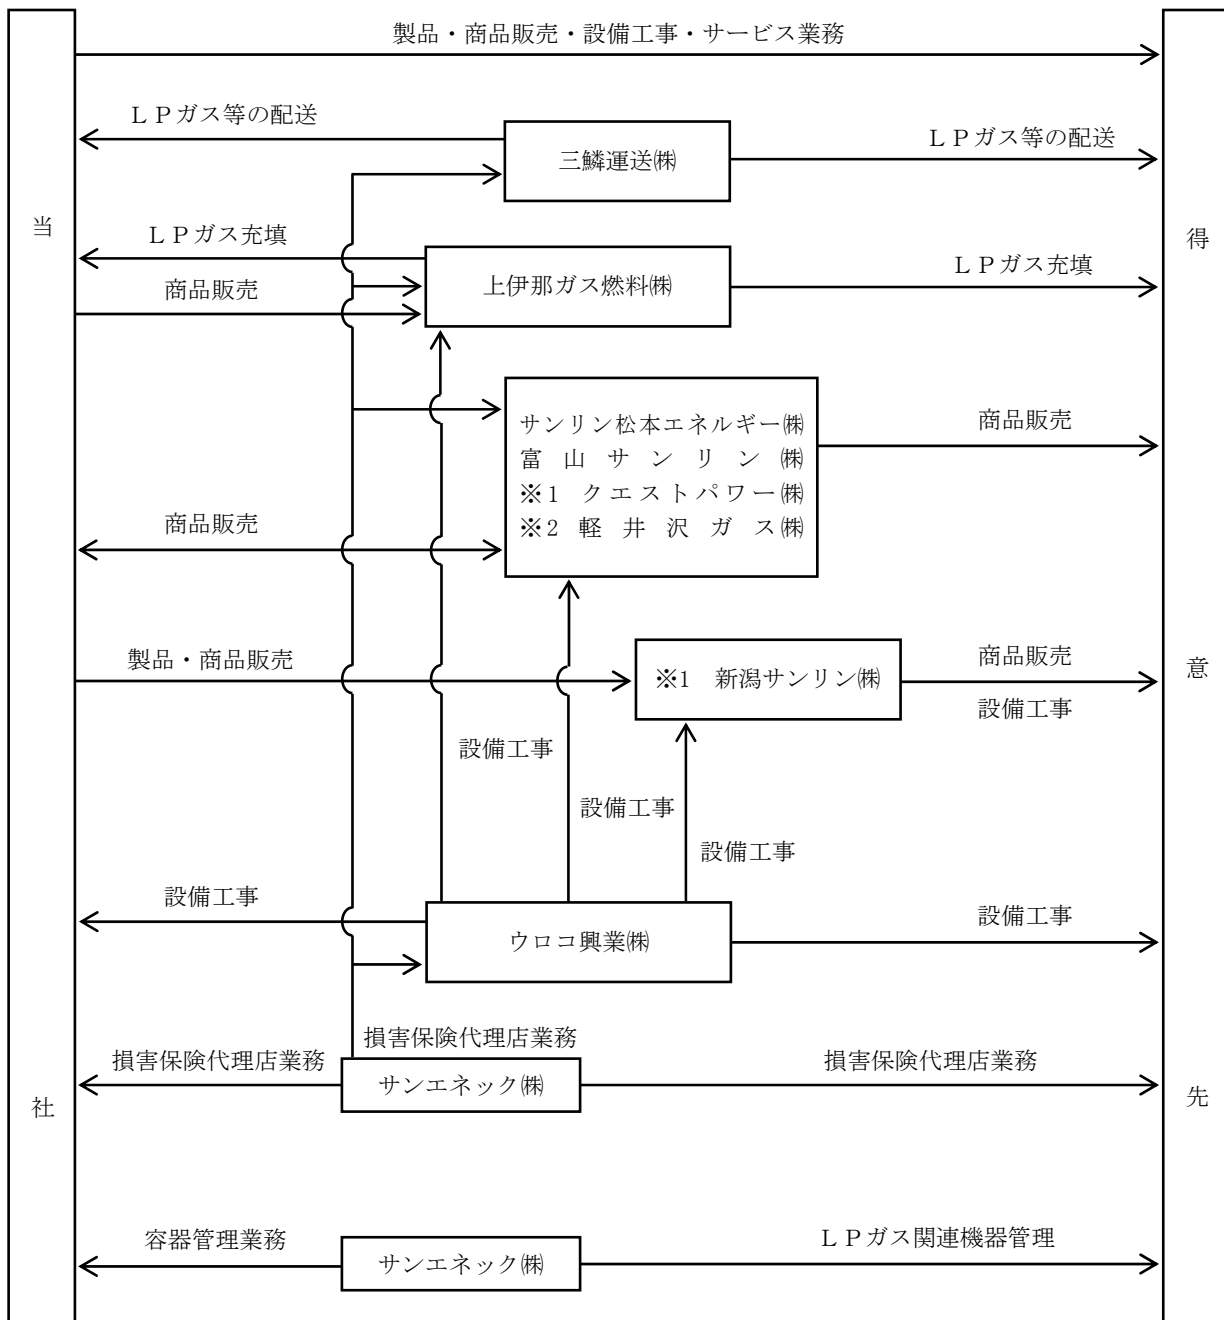 製品・商品販売・設備工事・サービス業務
ＬＰガス等の配送
三鱗運送㈱
ＬＰガス等の配送
当
得
ＬＰガス充填
上伊那ガス燃料㈱
ＬＰガス充填
商品販売
サンリン松本エネルギー㈱
富山サンリン㈱
※1 クエストパワー㈱
※2 軽井沢ガス㈱
商品販売
商品販売
製品・商品販売
※1　新潟サンリン㈱
商品販売
設備工事
意
設備工事
設備工事
設備工事
設備工事
ウロコ興業㈱
設備工事
損害保険代理店業務
損害保険代理店業務
サンエネック㈱
損害保険代理店業務
社
先
容器管理業務
サンエネック㈱
ＬＰガス関連機器管理